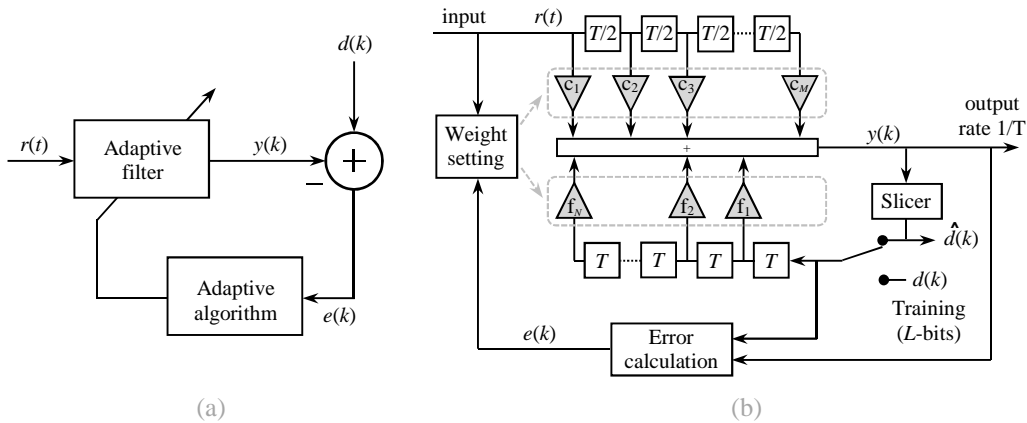 d(k)
r(t)
Adaptive
filter
y(k)
+
−
Adaptive
algorithm
e(k)
(a)
input
r(t)
T/2
T/2
T/2
T/2
c1
c2
c3
cM
Weight
setting
+
y(k)
output
rate 1/T
fN
f2
f1
Slicer
d̂(k)
T
T
T
T
d(k)
Training
(L-bits)
e(k)
Error
calculation
(b)